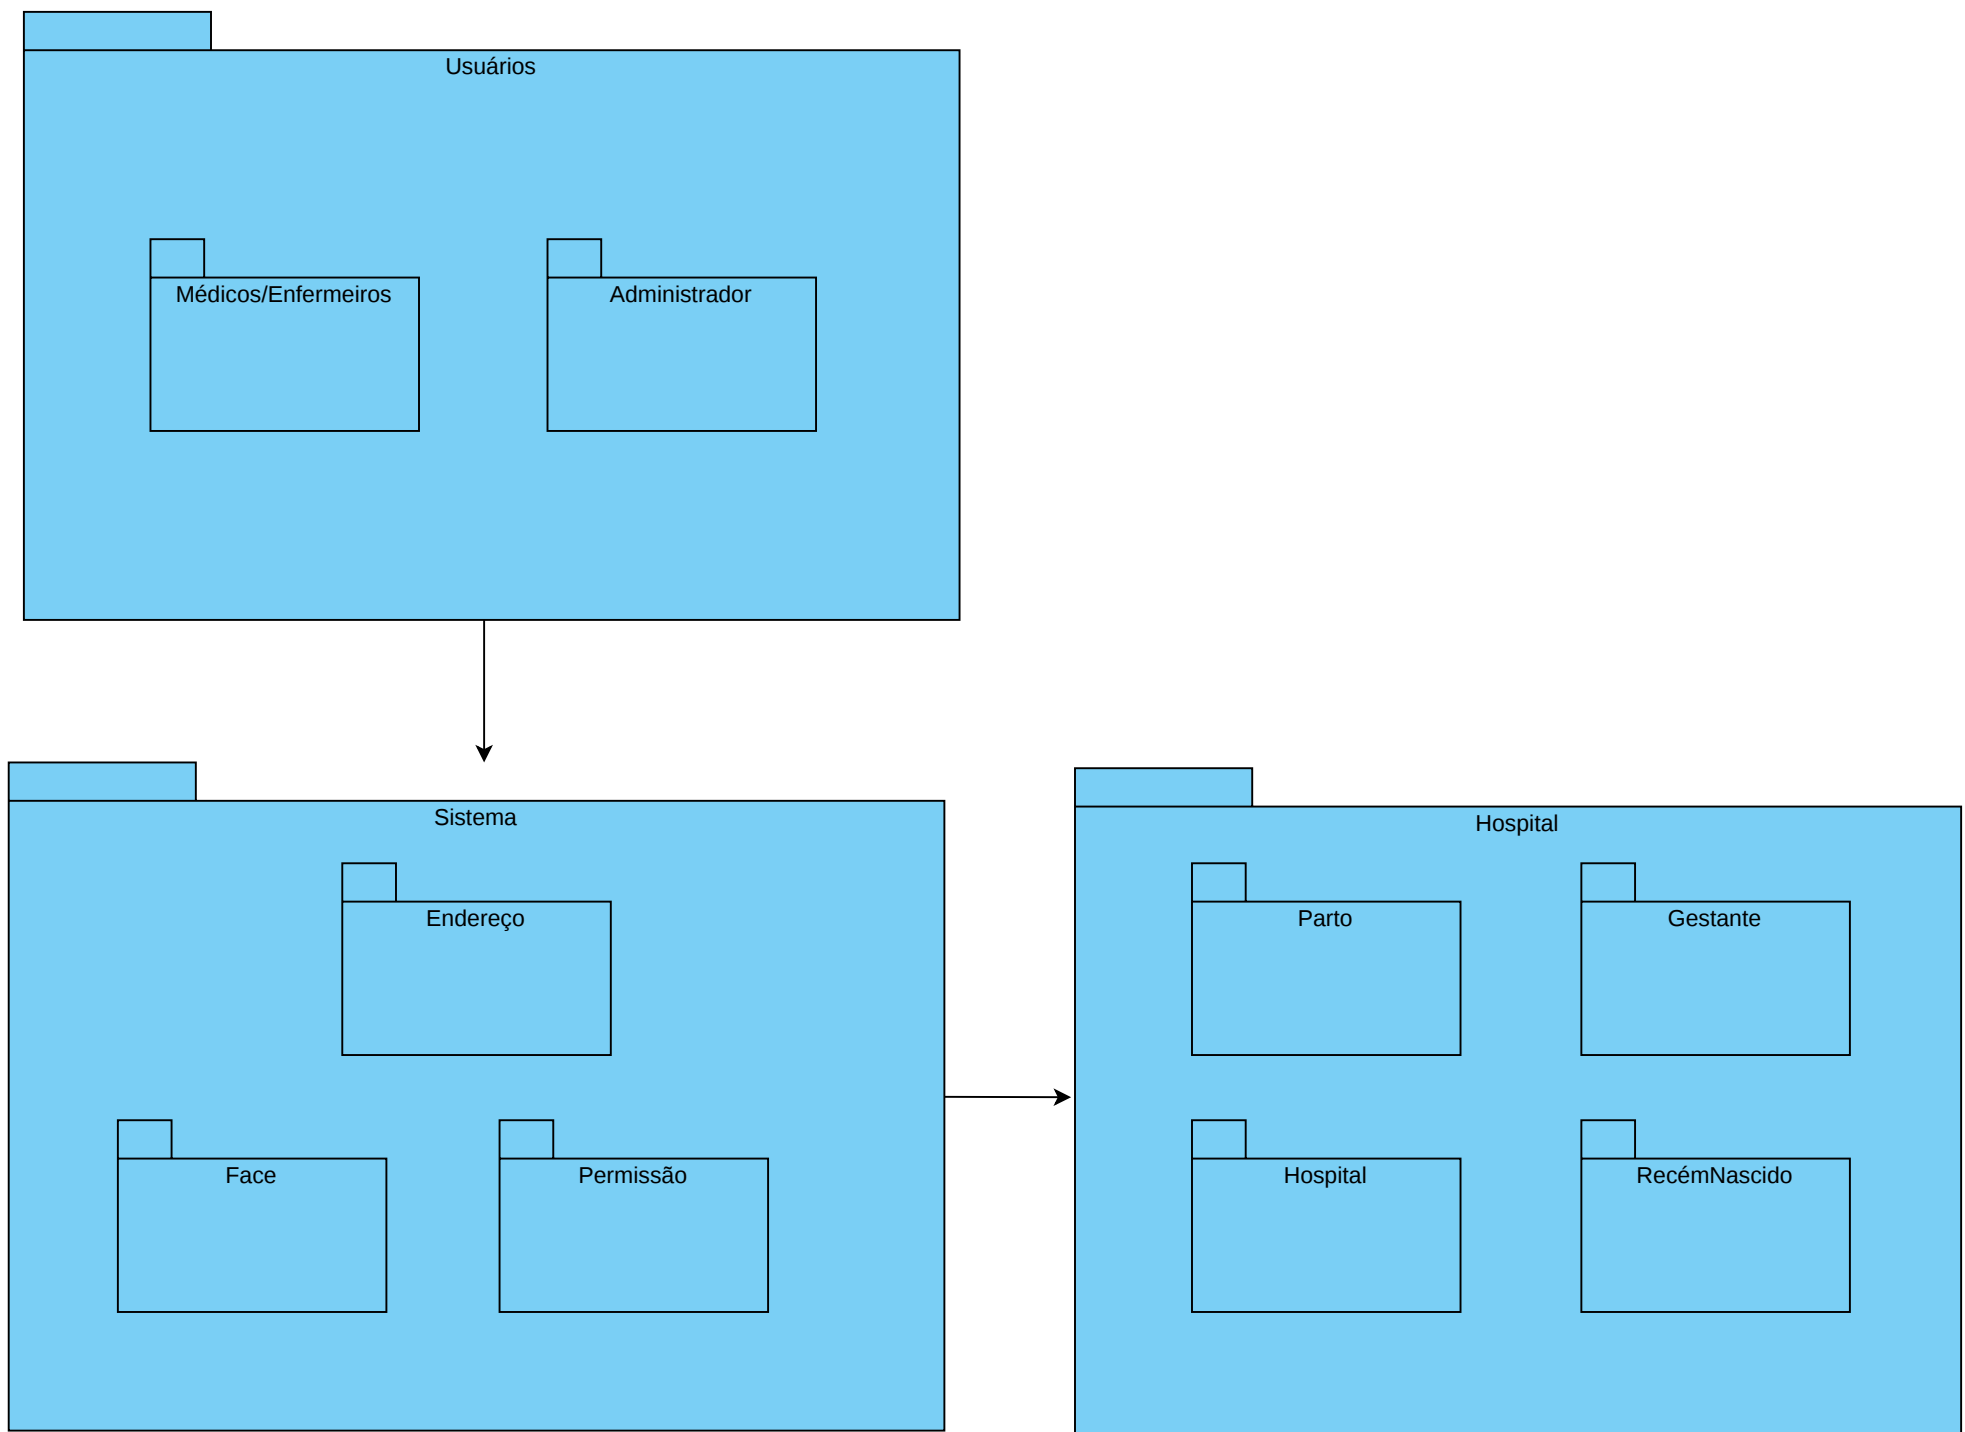 Usuários
Médicos/Enfermeiros
Administrador
Sistema
Endereço
Face
Permissão
Hospital
Parto
Gestante
Hospital
RecémNascido